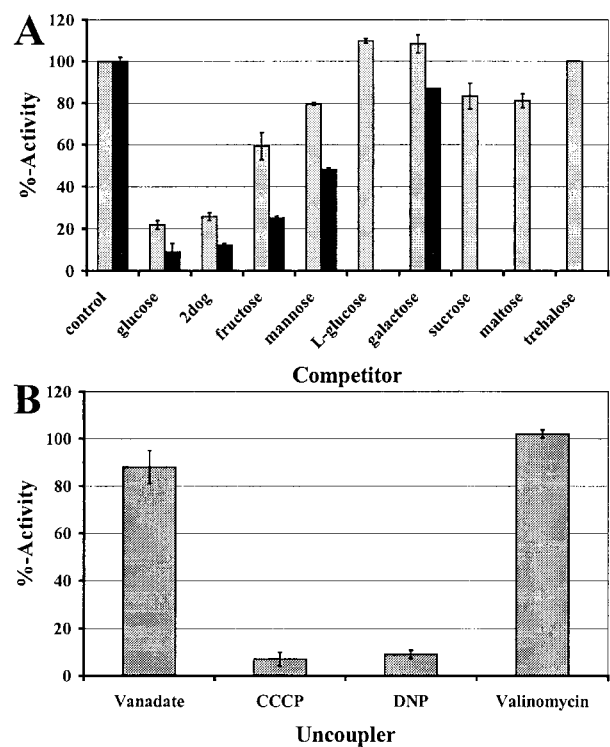 A
120
100
80
60
40
20
0
%-Activity
control
glucose
2dog
fructose
mannose
L-glucose
galactose
sucrose
maltose
trehalose
Competitor
B
120
100
80
60
40
20
0
%-Activity
Vanadate
CCCP
DNP
Valinomycin
Uncoupler